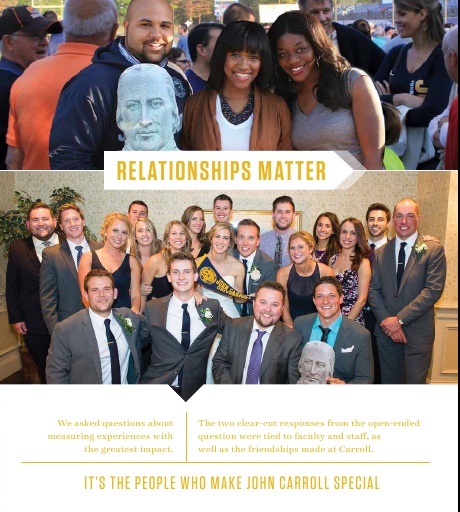 RELATIONSHIPS MATTER
We asked questions about
measuring experiences with
the greatest impact.
The two clear-cut responses from the open-ended
question were tied to faculty and staff, as
well as the friendships made at Carroll.
IT'S THE PEOPLE WHO MAKE JOHN CARROLL SPECIAL